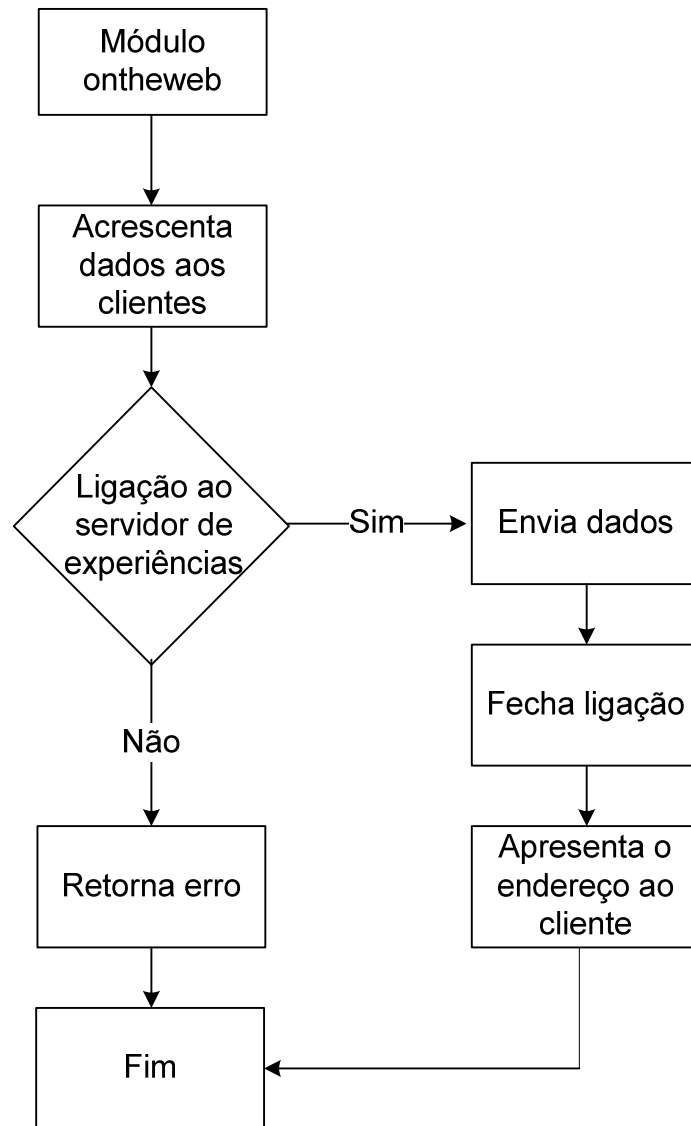 Módulo
ontheweb
Acrescenta
dados aos
clientes
Ligação ao
servidor de
experiências
Sim
Envia dados
Fecha ligação
Não
Apresenta o
endereço ao
cliente
Retorna erro
Fim